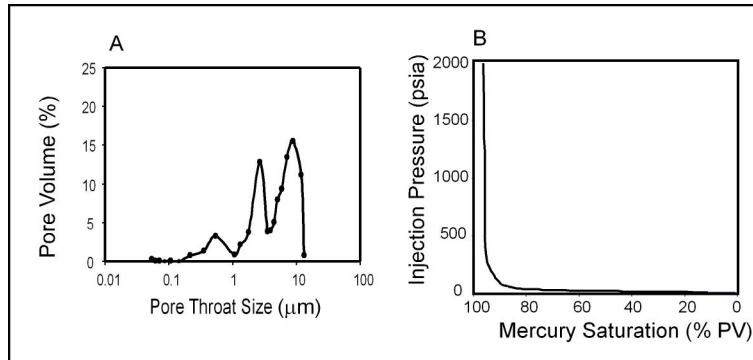 A
25
20
15
10
5
0
Pore Volume (%)
0.01 0.1 1 10 100
Pore Throat Size (μm)
B
2000
1500
1000
500
0
Injection Pressure (psia)
100 80 60 40 20 0
Mercury Saturation (% PV)